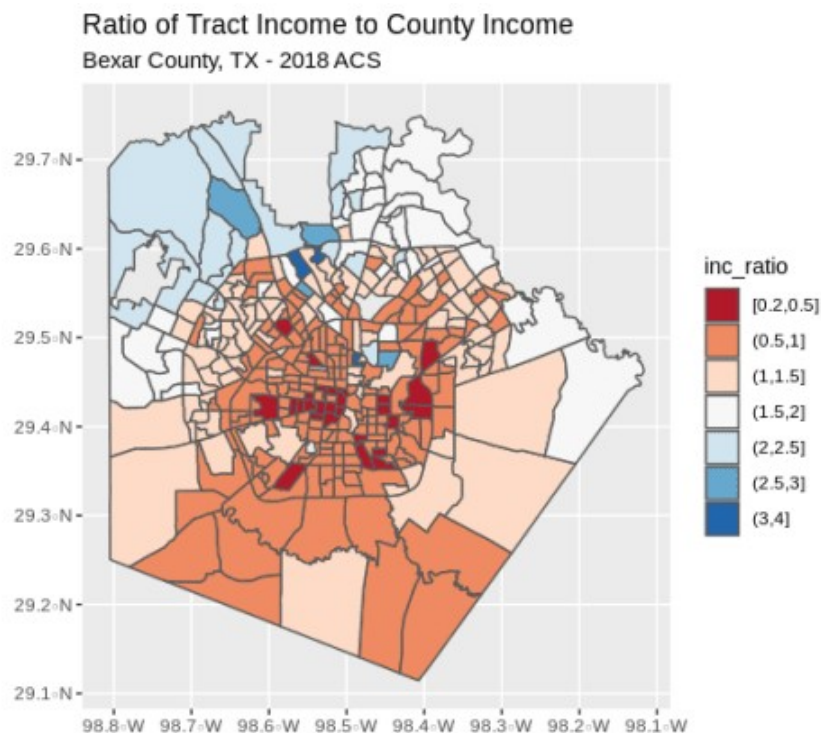 Ratio of Tract Income to County Income
Bexar County, TX - 2018 ACS
29.7◦N
29.6◦N
29.5◦N
29.4◦N
29.3◦N
29.2◦N
29.1◦N
98.8◦W 98.7◦W 98.6◦W 98.5◦W 98.4◦W 98.3◦W 98.2◦W 98.1◦W
inc_ratio
[0.2,0.5]
(0.5,1]
(1,1.5]
(1.5,2]
(2,2.5]
(2.5,3]
(3,4]